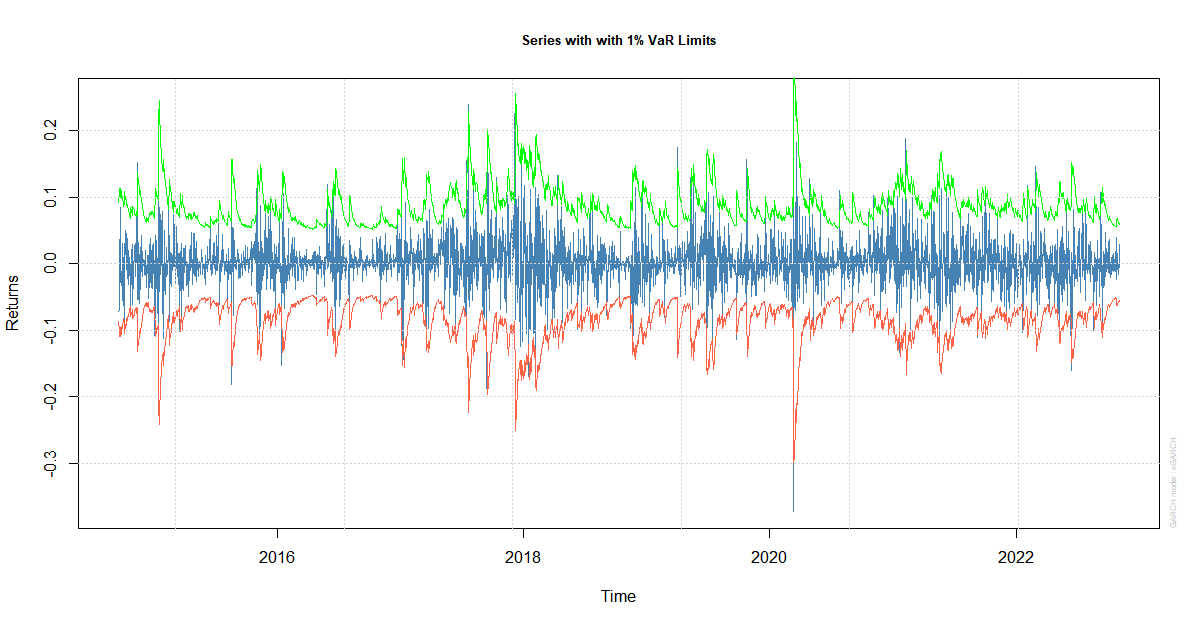 Series with with 1% VaR Limits
Returns
0.2
0.1
0.0
-0.1
-0.2
-0.3
2016
2018
2020
2022
Time
GARCH model : sGARCH